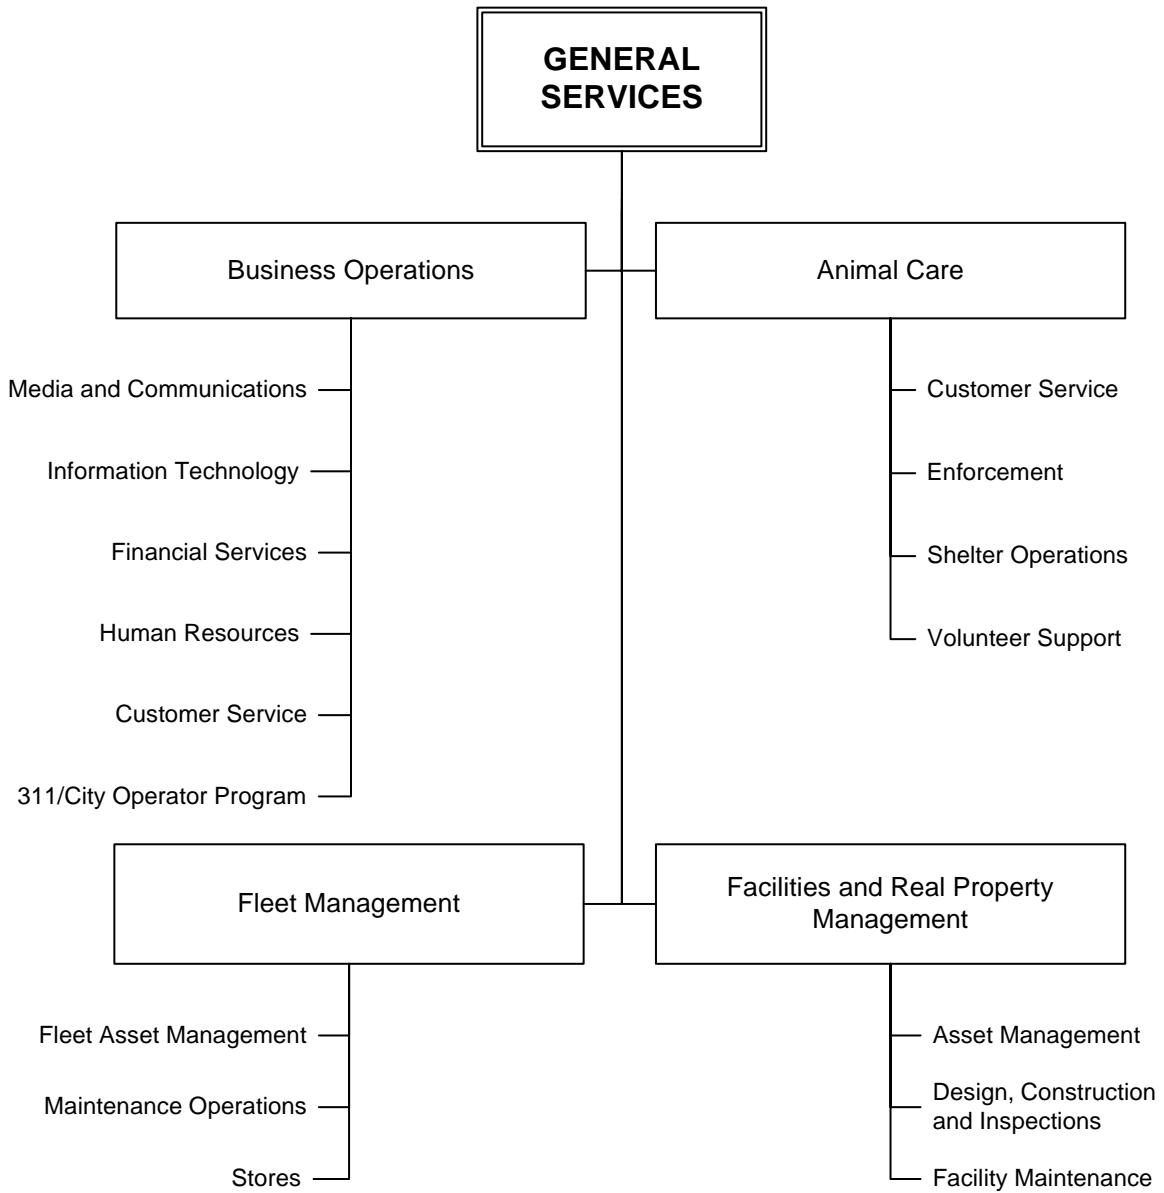 GENERAL
SERVICES
Business Operations
Media and Communications
Information Technology
Financial Services
Human Resources
Customer Service
311/City Operator Program
Animal Care
Customer Service
Enforcement
Shelter Operations
Volunteer Support
Fleet Management
Fleet Asset Management
Maintenance Operations
Stores
Facilities and Real Property
Management
Asset Management
Design, Construction
and Inspections
Facility Maintenance